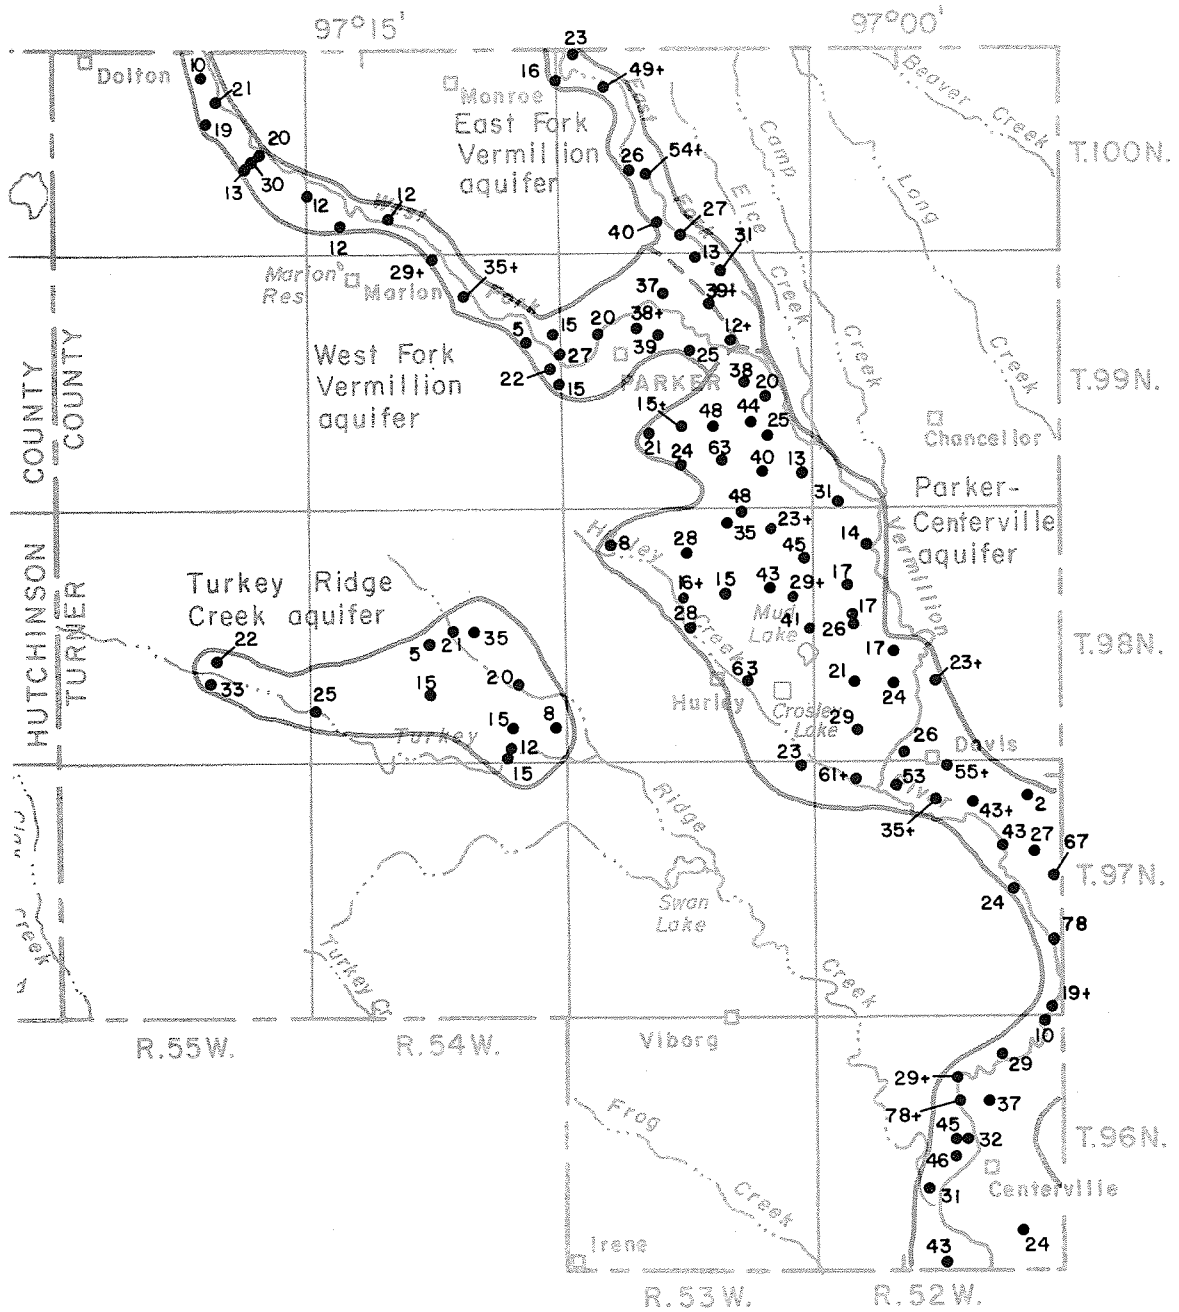 97°15'
97°00'
23
Dolton
10
16
49+
Monroe
East
Beaver Creek
21
East Fork
Vermillion
aquifer
Camp
19
20
T.100N.
26
54+
30
13
Long
Eice
12
12
West
Fork
27
40
12
13
31
Marion
Res.
29+
35+
Marion
Fork
37
39+
Creek
5
15
20
38+
12+
Creek
Creek
West Fork
Vermillion
aquifer
27
39
25
22
15
PARKER
38
20
T.99N.
COUNTY
COUNTY
15+
48
44
25
Chancellor
21
24
63
40
13
31
Parker-
Centerville
aquifer
48
35
23+
14
Vermillion
Hurley
8
28
45
HUTCHINSON
TURNER
Turkey Ridge
Creek aquifer
16+
15
43
29+
17
Mud
Lake
17
28
Creek
41
26
22
5
21
35
17
T.98N.
33
15
20
63
21
24
23+
25
Hurley
Crosley
Lake
15
8
29
Turkey
12
26
Davis
15
23
61+
53
55+
River
35+
43+
2
Ridge
43
27
67
T.97N.
24
Swan
Lake
78
Creek
Turkey Cr.
Creek
19+
10
R.55W.
R.54W.
Viborg
29
29+
78+
37
Frog
45
32
T.96N.
46
Creek
31
Centerville
24
Irene
43
R.53W.
R.52W.